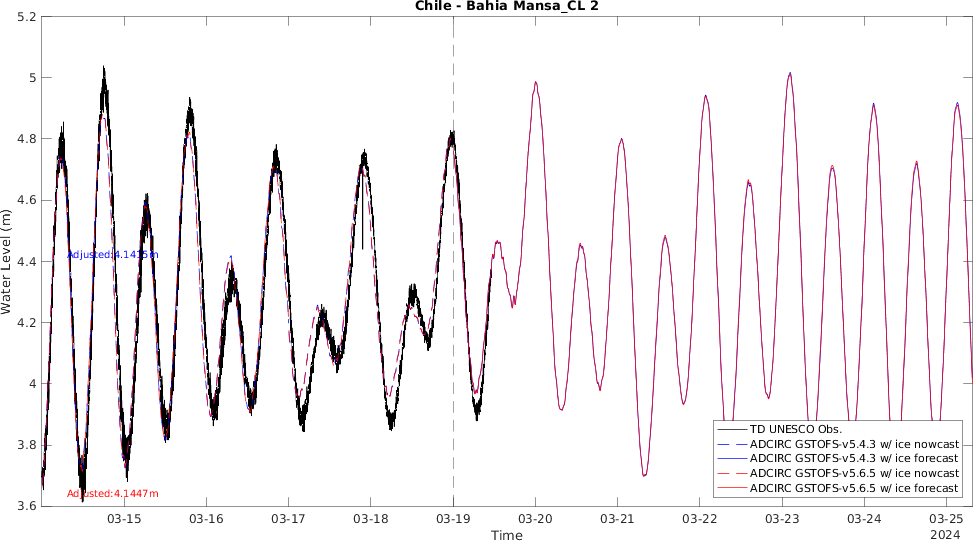 Chile - Bahia Mansa_CL 2
Water Level (m)
5.2
5
4.8
4.6
4.4
4.2
4
3.8
3.6
Adjusted:4.1415m
Adjusted:4.1447m
TD UNESCO Obs.
ADCIRC GSTOFS-v5.4.3 w/ ice nowcast
ADCIRC GSTOFS-v5.4.3 w/ ice forecast
ADCIRC GSTOFS-v5.6.5 w/ ice nowcast
ADCIRC GSTOFS-v5.6.5 w/ ice forecast
03-15 03-16 03-17 03-18 03-19 03-20 03-21 03-22 03-23 03-24 03-25
2024
Time